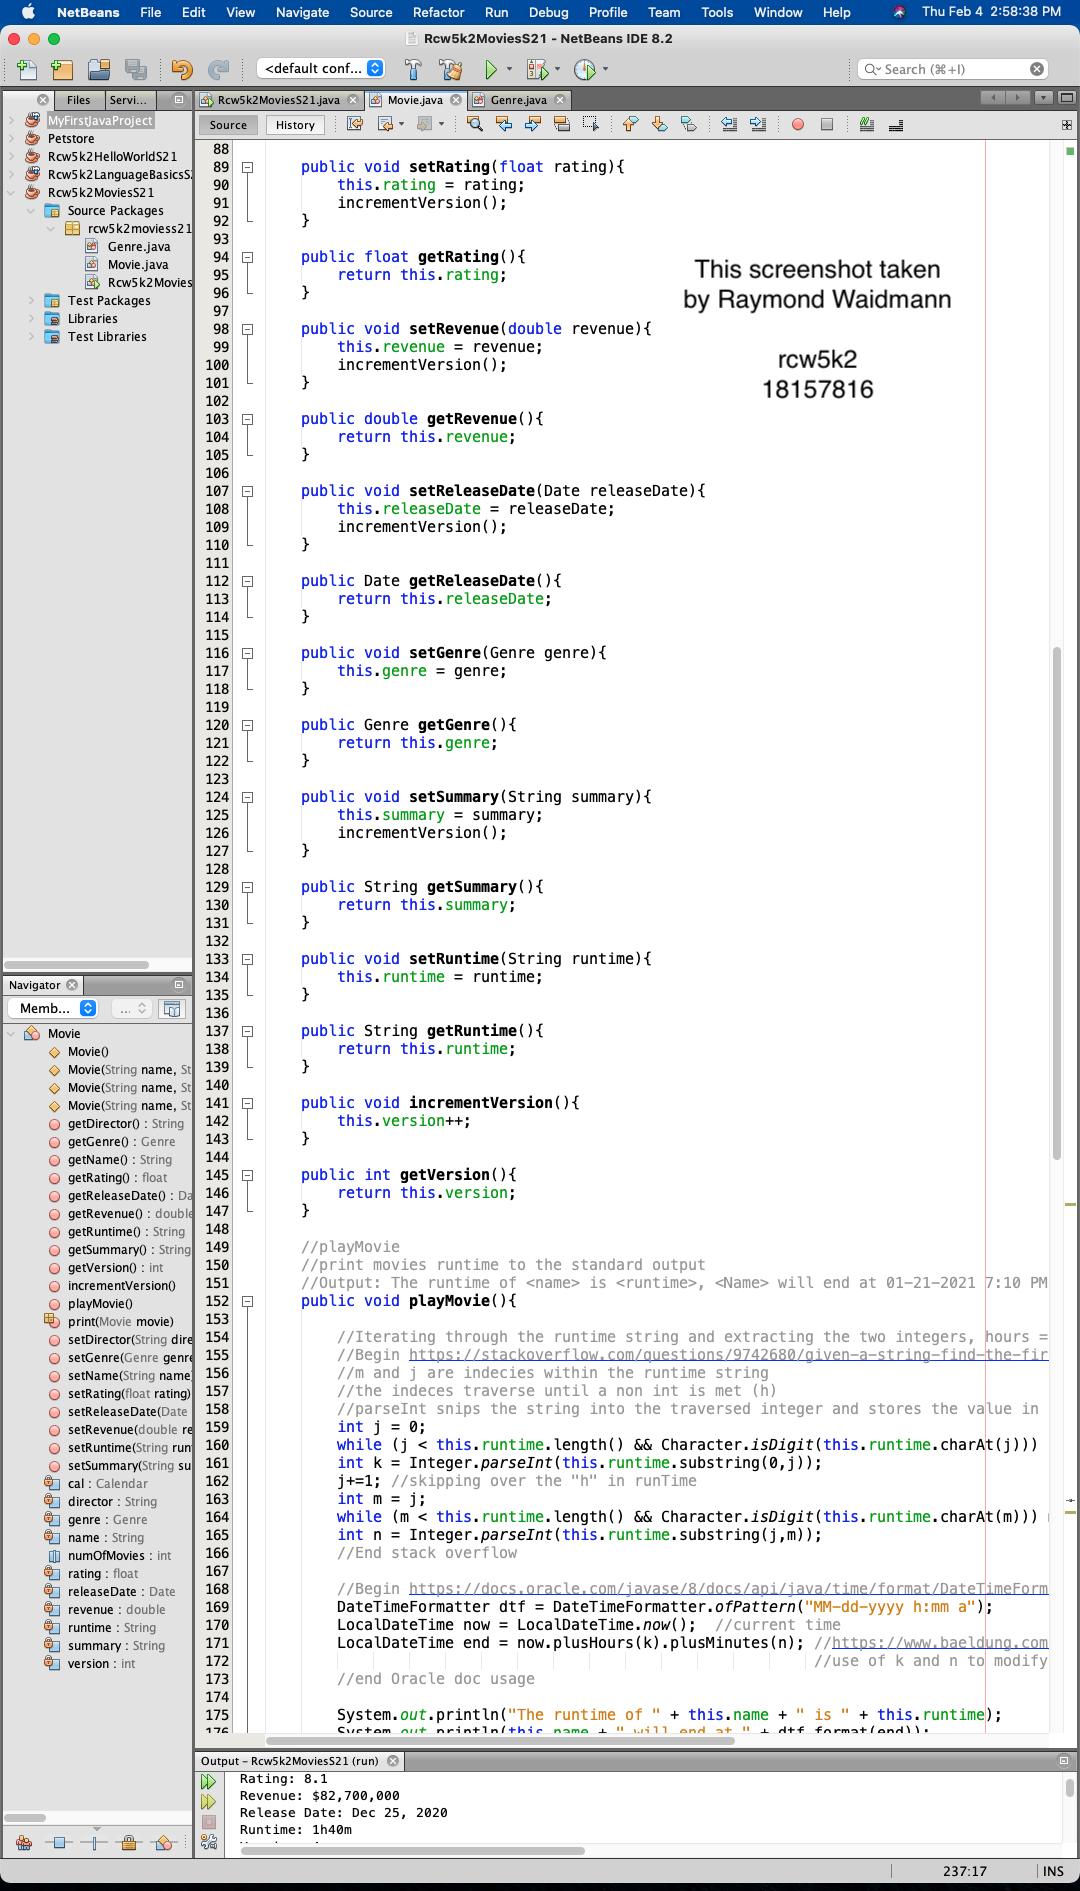 NetBeans File Edit View Navigate Source Refactor Run Debug Profile Team Tools Window Help Thu Feb 4 2:58:38 PM
Rcw5k2MoviesS21 - NetBeans IDE 8.2
<default conf... Search (⌘+I)
Files Servi...
Rcw5k2MoviesS21.java Movie.java Genre.java
Source History
MyFirstJavaProject
Petstore
Rcw5k2HelloWorldS21
Rcw5k2LanguageBasicsS
Rcw5k2MoviesS21
Source Packages
rcw5k2moviess21
Genre.java
Movie.java
Rcw5k2Movies
Test Packages
Libraries
Test Libraries
88
89 public void setRating(float rating){
90 this.rating = rating;
91 incrementVersion();
92 }
93
94 public float getRating(){
95 return this.rating;
96 }
97
98 public void setRevenue(double revenue){
99 this.revenue = revenue;
100 incrementVersion();
101 }
102
103 public double getRevenue(){
104 return this.revenue;
105 }
106
107 public void setReleaseDate(Date releaseDate){
108 this.releaseDate = releaseDate;
109 incrementVersion();
110 }
111
112 public Date getReleaseDate(){
113 return this.releaseDate;
114 }
115
116 public void setGenre(Genre genre){
117 this.genre = genre;
118 }
119
120 public Genre getGenre(){
121 return this.genre;
122 }
123
124 public void setSummary(String summary){
125 this.summary = summary;
126 incrementVersion();
127 }
128
129 public String getSummary(){
130 return this.summary;
131 }
132
133 public void setRuntime(String runtime){
134 this.runtime = runtime;
135 }
136
137 public String getRuntime(){
138 return this.runtime;
139 }
140
141 public void incrementVersion(){
142 this.version++;
143 }
144
145 public int getVersion(){
146 return this.version;
147 }
148
149 //playMovie
150 //print movies runtime to the standard output
151 //Output: The runtime of <name> is <runtime>, <Name> will end at 01-21-2021 7:10 PM
152 public void playMovie(){
153
154 //Iterating through the runtime string and extracting the two integers, hours =
155 //Begin https://stackoverflow.com/questions/9742680/given-a-string-find-the-fir
156 //m and j are indecies within the runtime string
157 //the indeces traverse until a non int is met (h)
158 //parseInt snips the string into the traversed integer and stores the value in
159 int j = 0;
160 while (j < this.runtime.length() && Character.isDigit(this.runtime.charAt(j)))
161 int k = Integer.parseInt(this.runtime.substring(0,j));
162 j+=1; //skipping over the "h" in runTime
163 int m = j;
164 while (m < this.runtime.length() && Character.isDigit(this.runtime.charAt(m)))
165 int n = Integer.parseInt(this.runtime.substring(j,m));
166 //End stack overflow
167
168 //Begin https://docs.oracle.com/javase/8/docs/api/java/time/format/DateTimeForm
169 DateTimeFormatter dtf = DateTimeFormatter.ofPattern("MM-dd-yyyy h:mm a");
170 LocalDateTime now = LocalDateTime.now(); //current time
171 LocalDateTime end = now.plusHours(k).plusMinutes(n); //https://www.baeldung.com
172 //use of k and n to modify
173 //end Oracle doc usage
174
175 System.out.println("The runtime of " + this.name + " is " + this.runtime);
176 System.out.println(this.name + " will end at " + dtf.format(end));
This screenshot taken
by Raymond Waidmann
rcw5k2
18157816
Navigator
Memb... ...
Movie
Movie()
Movie(String name, St
Movie(String name, St
Movie(String name, St
getDirector() : String
getGenre() : Genre
getName() : String
getRating() : float
getReleaseDate() : Da
getRevenue() : double
getRuntime() : String
getSummary() : String
getVersion() : int
incrementVersion()
playMovie()
print(Movie movie)
setDirector(String dire
setGenre(Genre genre
setName(String name
setRating(float rating)
setReleaseDate(Date
setRevenue(double re
setRuntime(String run
setSummary(String su
cal : Calendar
director : String
genre : Genre
name : String
numOfMovies : int
rating : float
releaseDate : Date
revenue : double
runtime : String
summary : String
version : int
Output - Rcw5k2MoviesS21 (run)
Rating: 8.1
Revenue: $82,700,000
Release Date: Dec 25, 2020
Runtime: 1h40m
237:17 INS